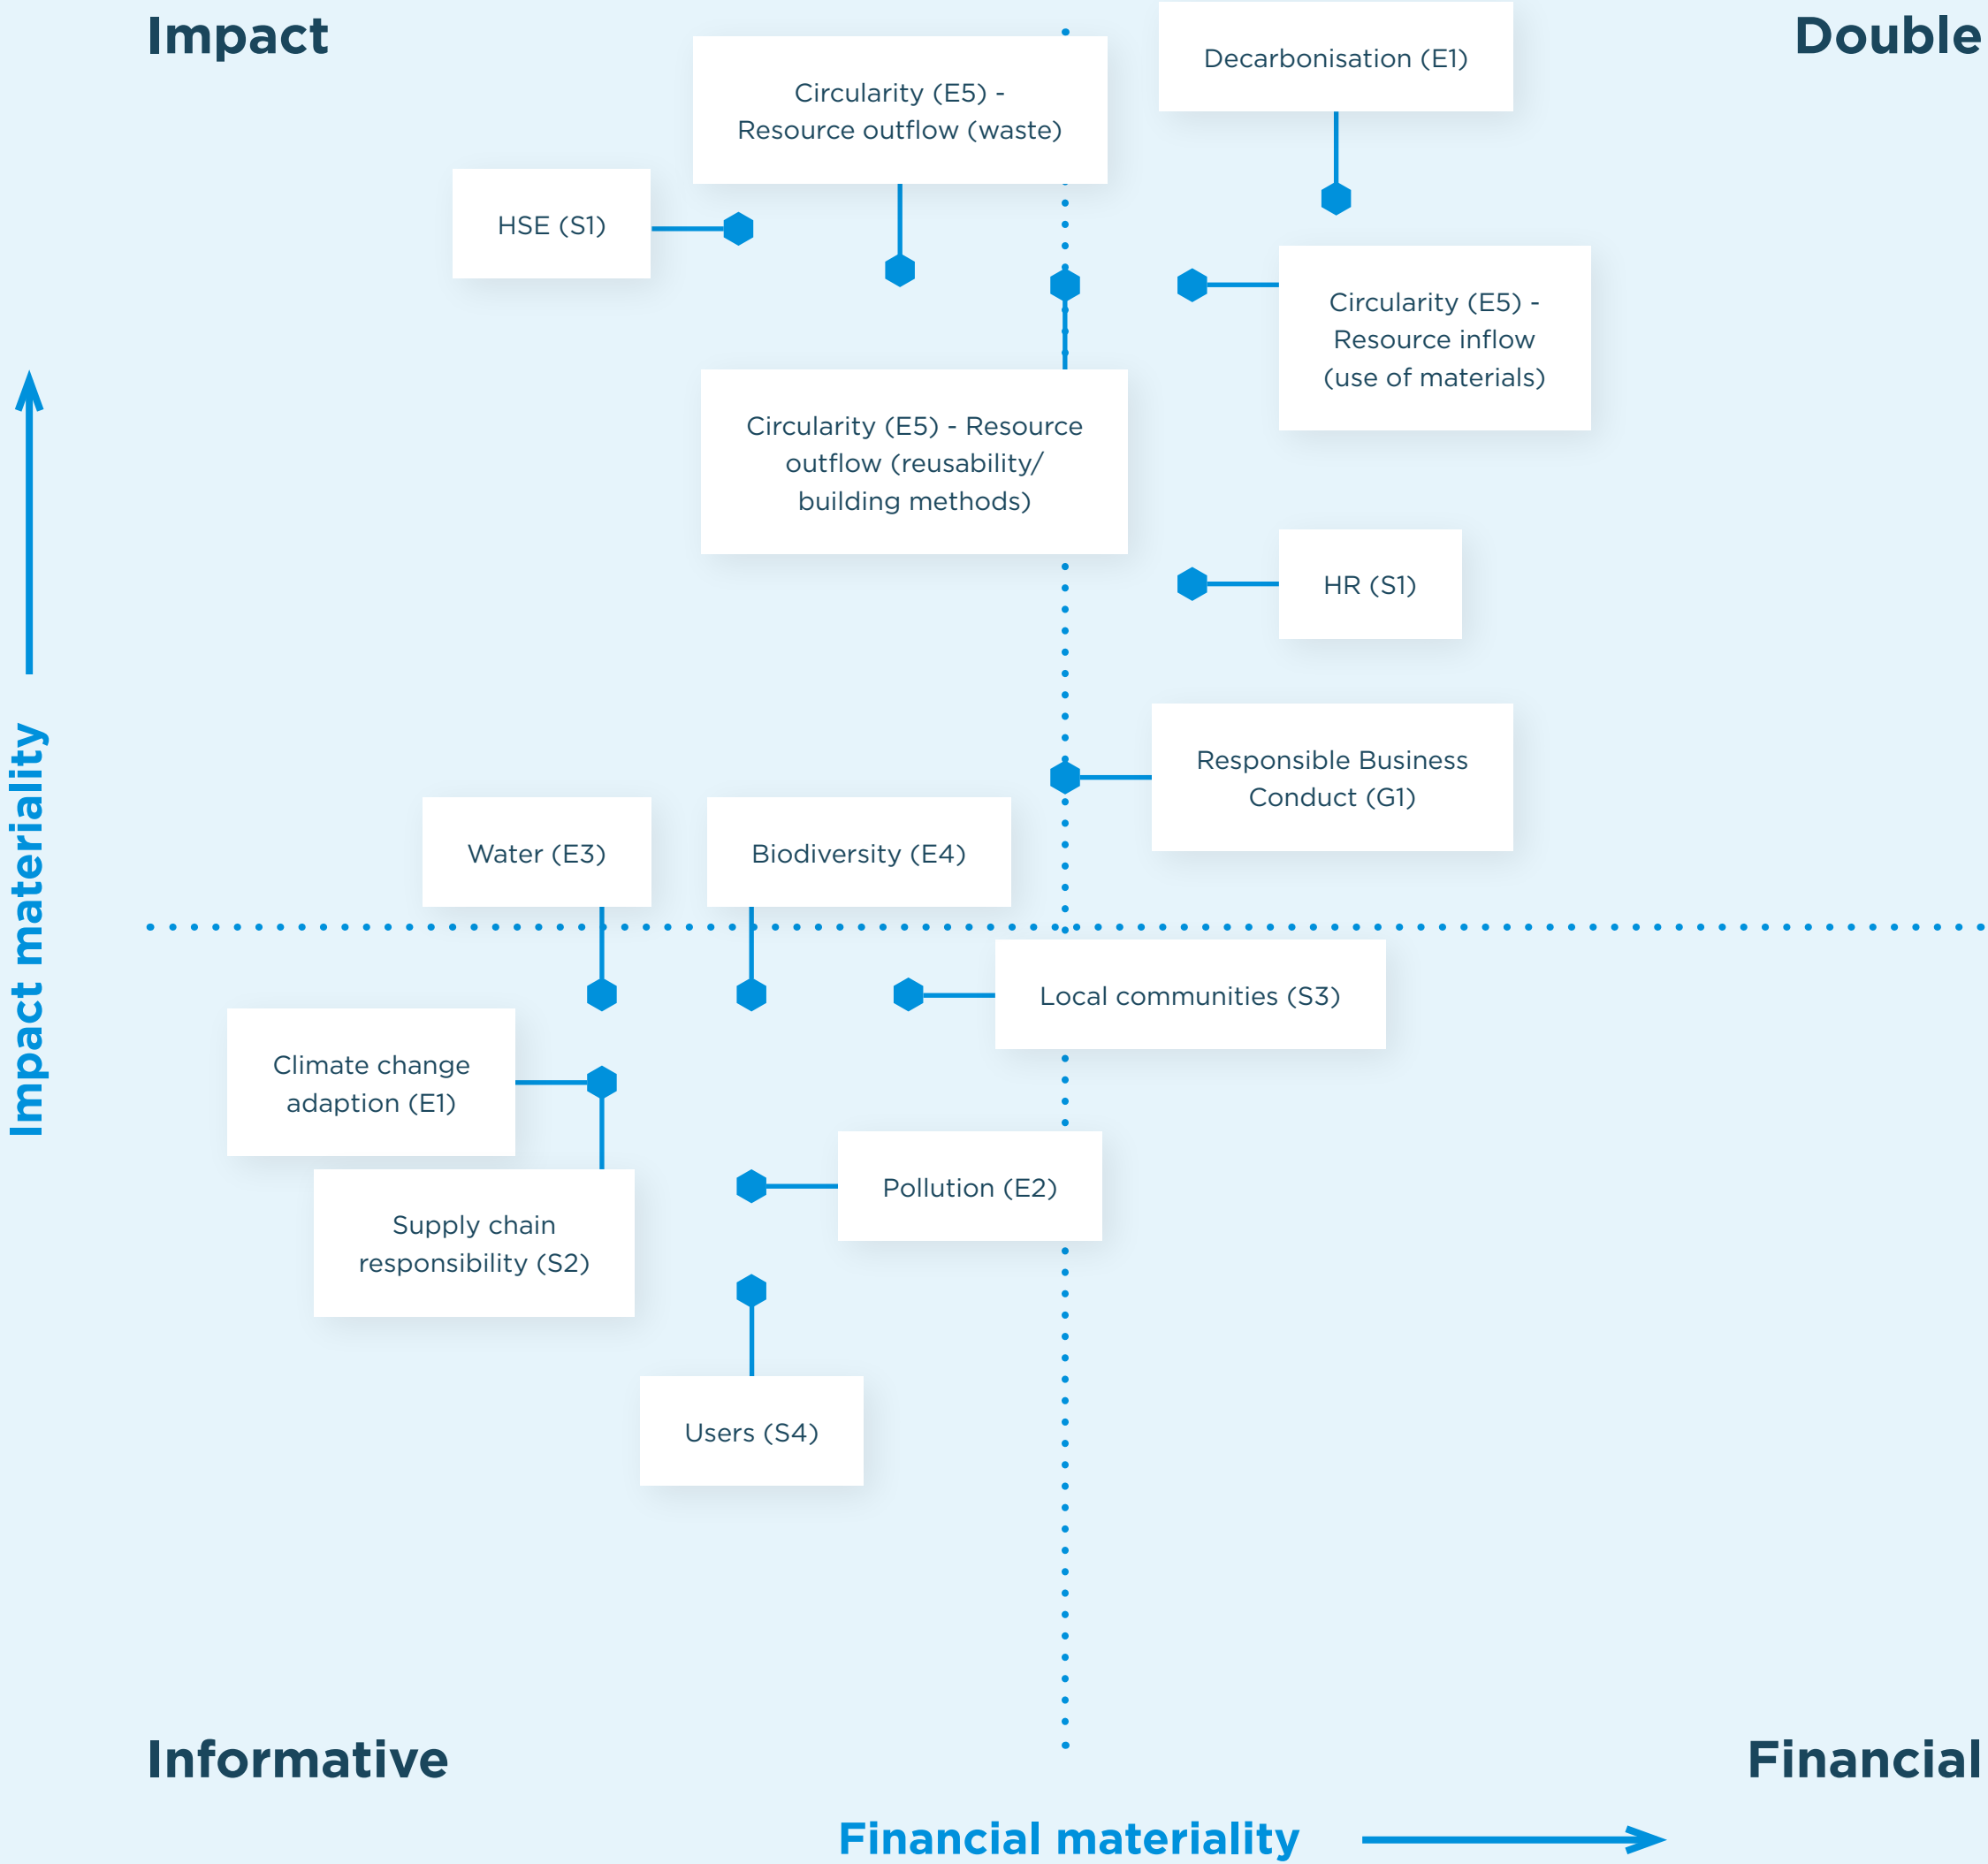 Impact
Double
Decarbonisation (E1)
Circularity (E5) -
Resource outflow (waste)
HSE (S1)
Circularity (E5) -
Resource inflow
(use of materials)
Circularity (E5) - Resource
outflow (reusability/
building methods)
HR (S1)
Responsible Business
Conduct (G1)
Impact materiality
Water (E3)
Biodiversity (E4)
Local communities (S3)
Climate change
adaption (E1)
Pollution (E2)
Supply chain
responsibility (S2)
Users (S4)
Informative
Financial
Financial materiality